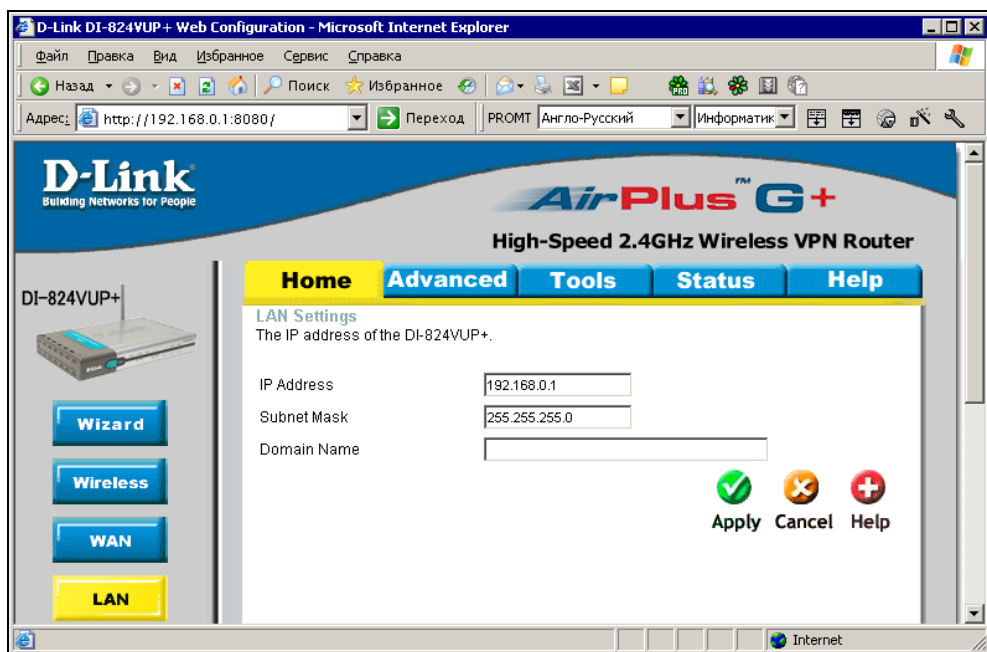 D-Link DI-824VUP+ Web Configuration - Microsoft Internet Explorer
Файл Правка Вид Избранное Сервис Справка
Назад Поиск Избранное
Адрес: http://192.168.0.1:8080/ Переход PROMT Англо-Русский Информатик
D-Link
Building Networks for People
AirPlus™ G+
High-Speed 2.4GHz Wireless VPN Router
DI-824VUP+
Home Advanced Tools Status Help
LAN Settings
The IP address of the DI-824VUP+.
IP Address 192.168.0.1
Subnet Mask 255.255.255.0
Domain Name
Apply Cancel Help
Wizard
Wireless
WAN
LAN
Internet